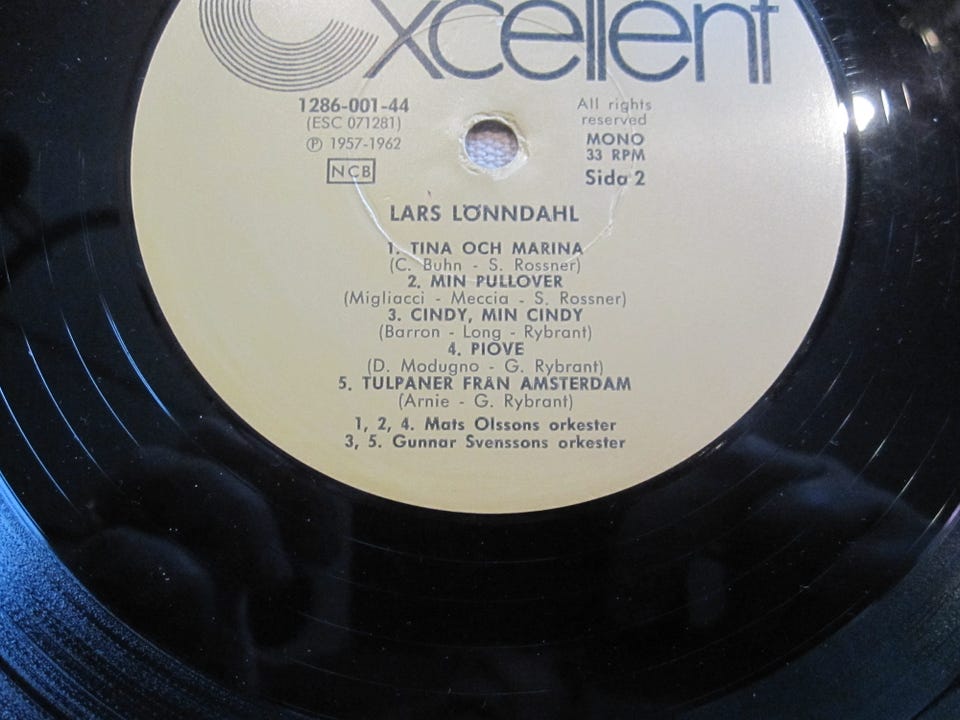 Excellent
1286-001-44
(ESC 071281)
Ⓟ 1957-1962
NCB
All rights
reserved
MONO
33 RPM
Sida 2
LARS LÖNNDAHL
1. TINA OCH MARINA
(C. Buhn - S. Rossner)
2. MIN PULLOVER
(Migliacci - Meccia - S. Rossner)
3. CINDY, MIN CINDY
(Barron - Long - Rybrant)
4. PIOVE
(D. Modugno - G. Rybrant)
5. TULPANER FRÅN AMSTERDAM
(Arnie - G. Rybrant)
1, 2, 4. Mats Olssons orkester
3, 5. Gunnar Svenssons orkester